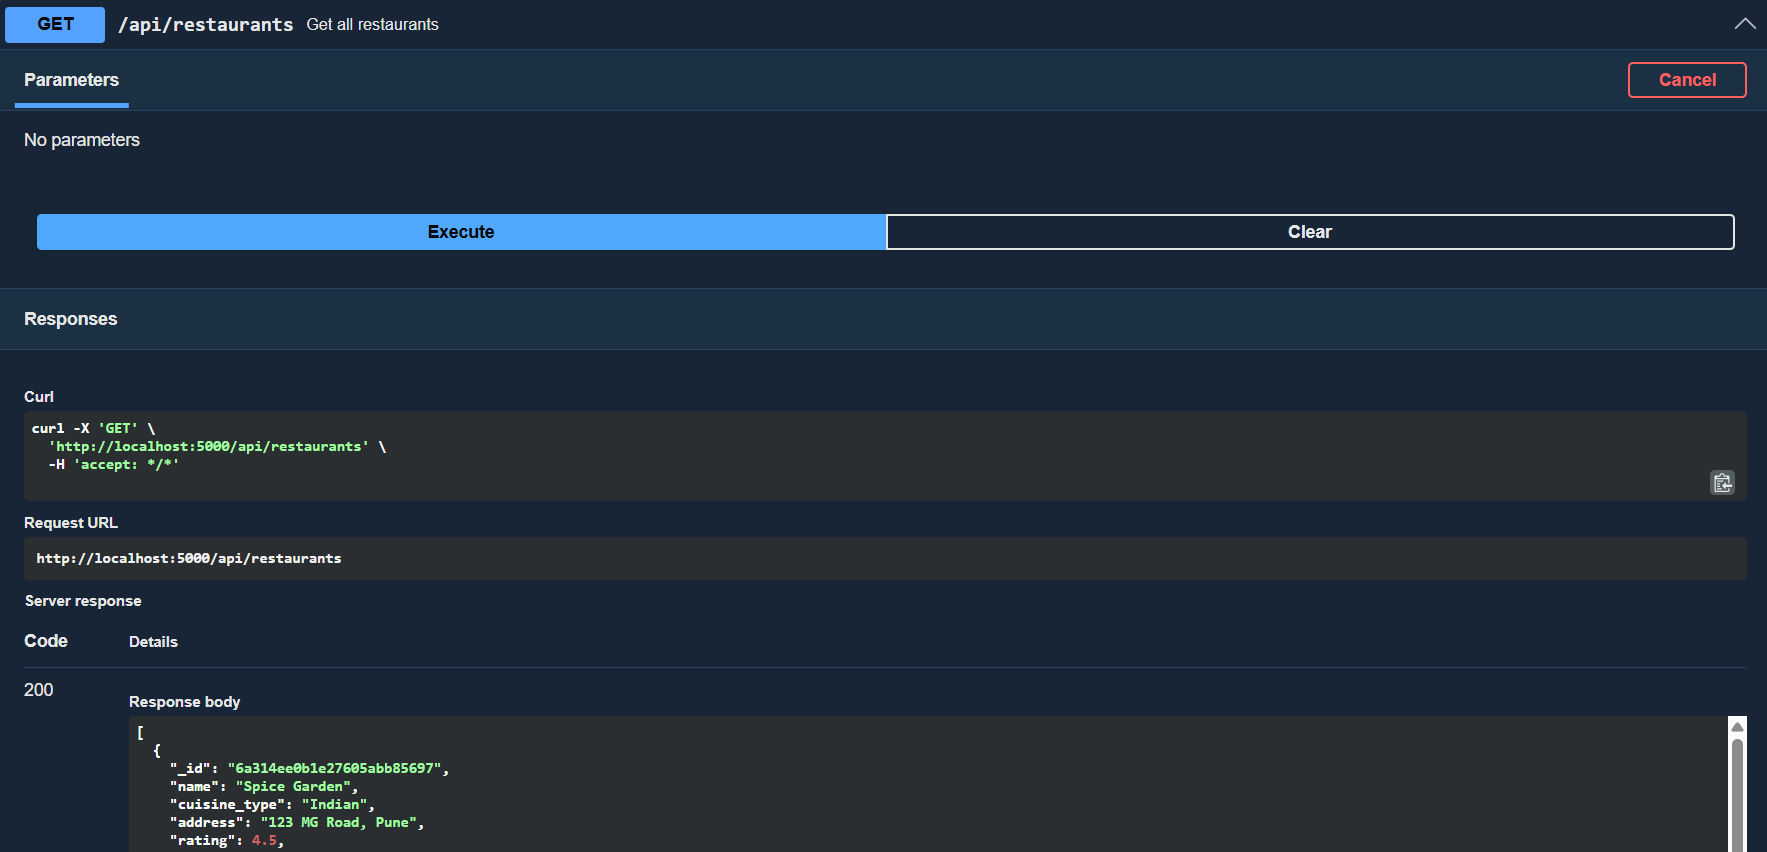 GET /api/restaurants Get all restaurants
Parameters
Cancel
No parameters
Execute
Clear
Responses
Curl
curl -X 'GET' \
'http://localhost:5000/api/restaurants' \
-H 'accept: */*'
Request URL
http://localhost:5000/api/restaurants
Server response
Code Details
200
Response body
[
{
"_id": "6a314ee0b1e27605abb85697",
"name": "Spice Garden",
"cuisine_type": "Indian",
"address": "123 MG Road, Pune",
"rating": 4.5,